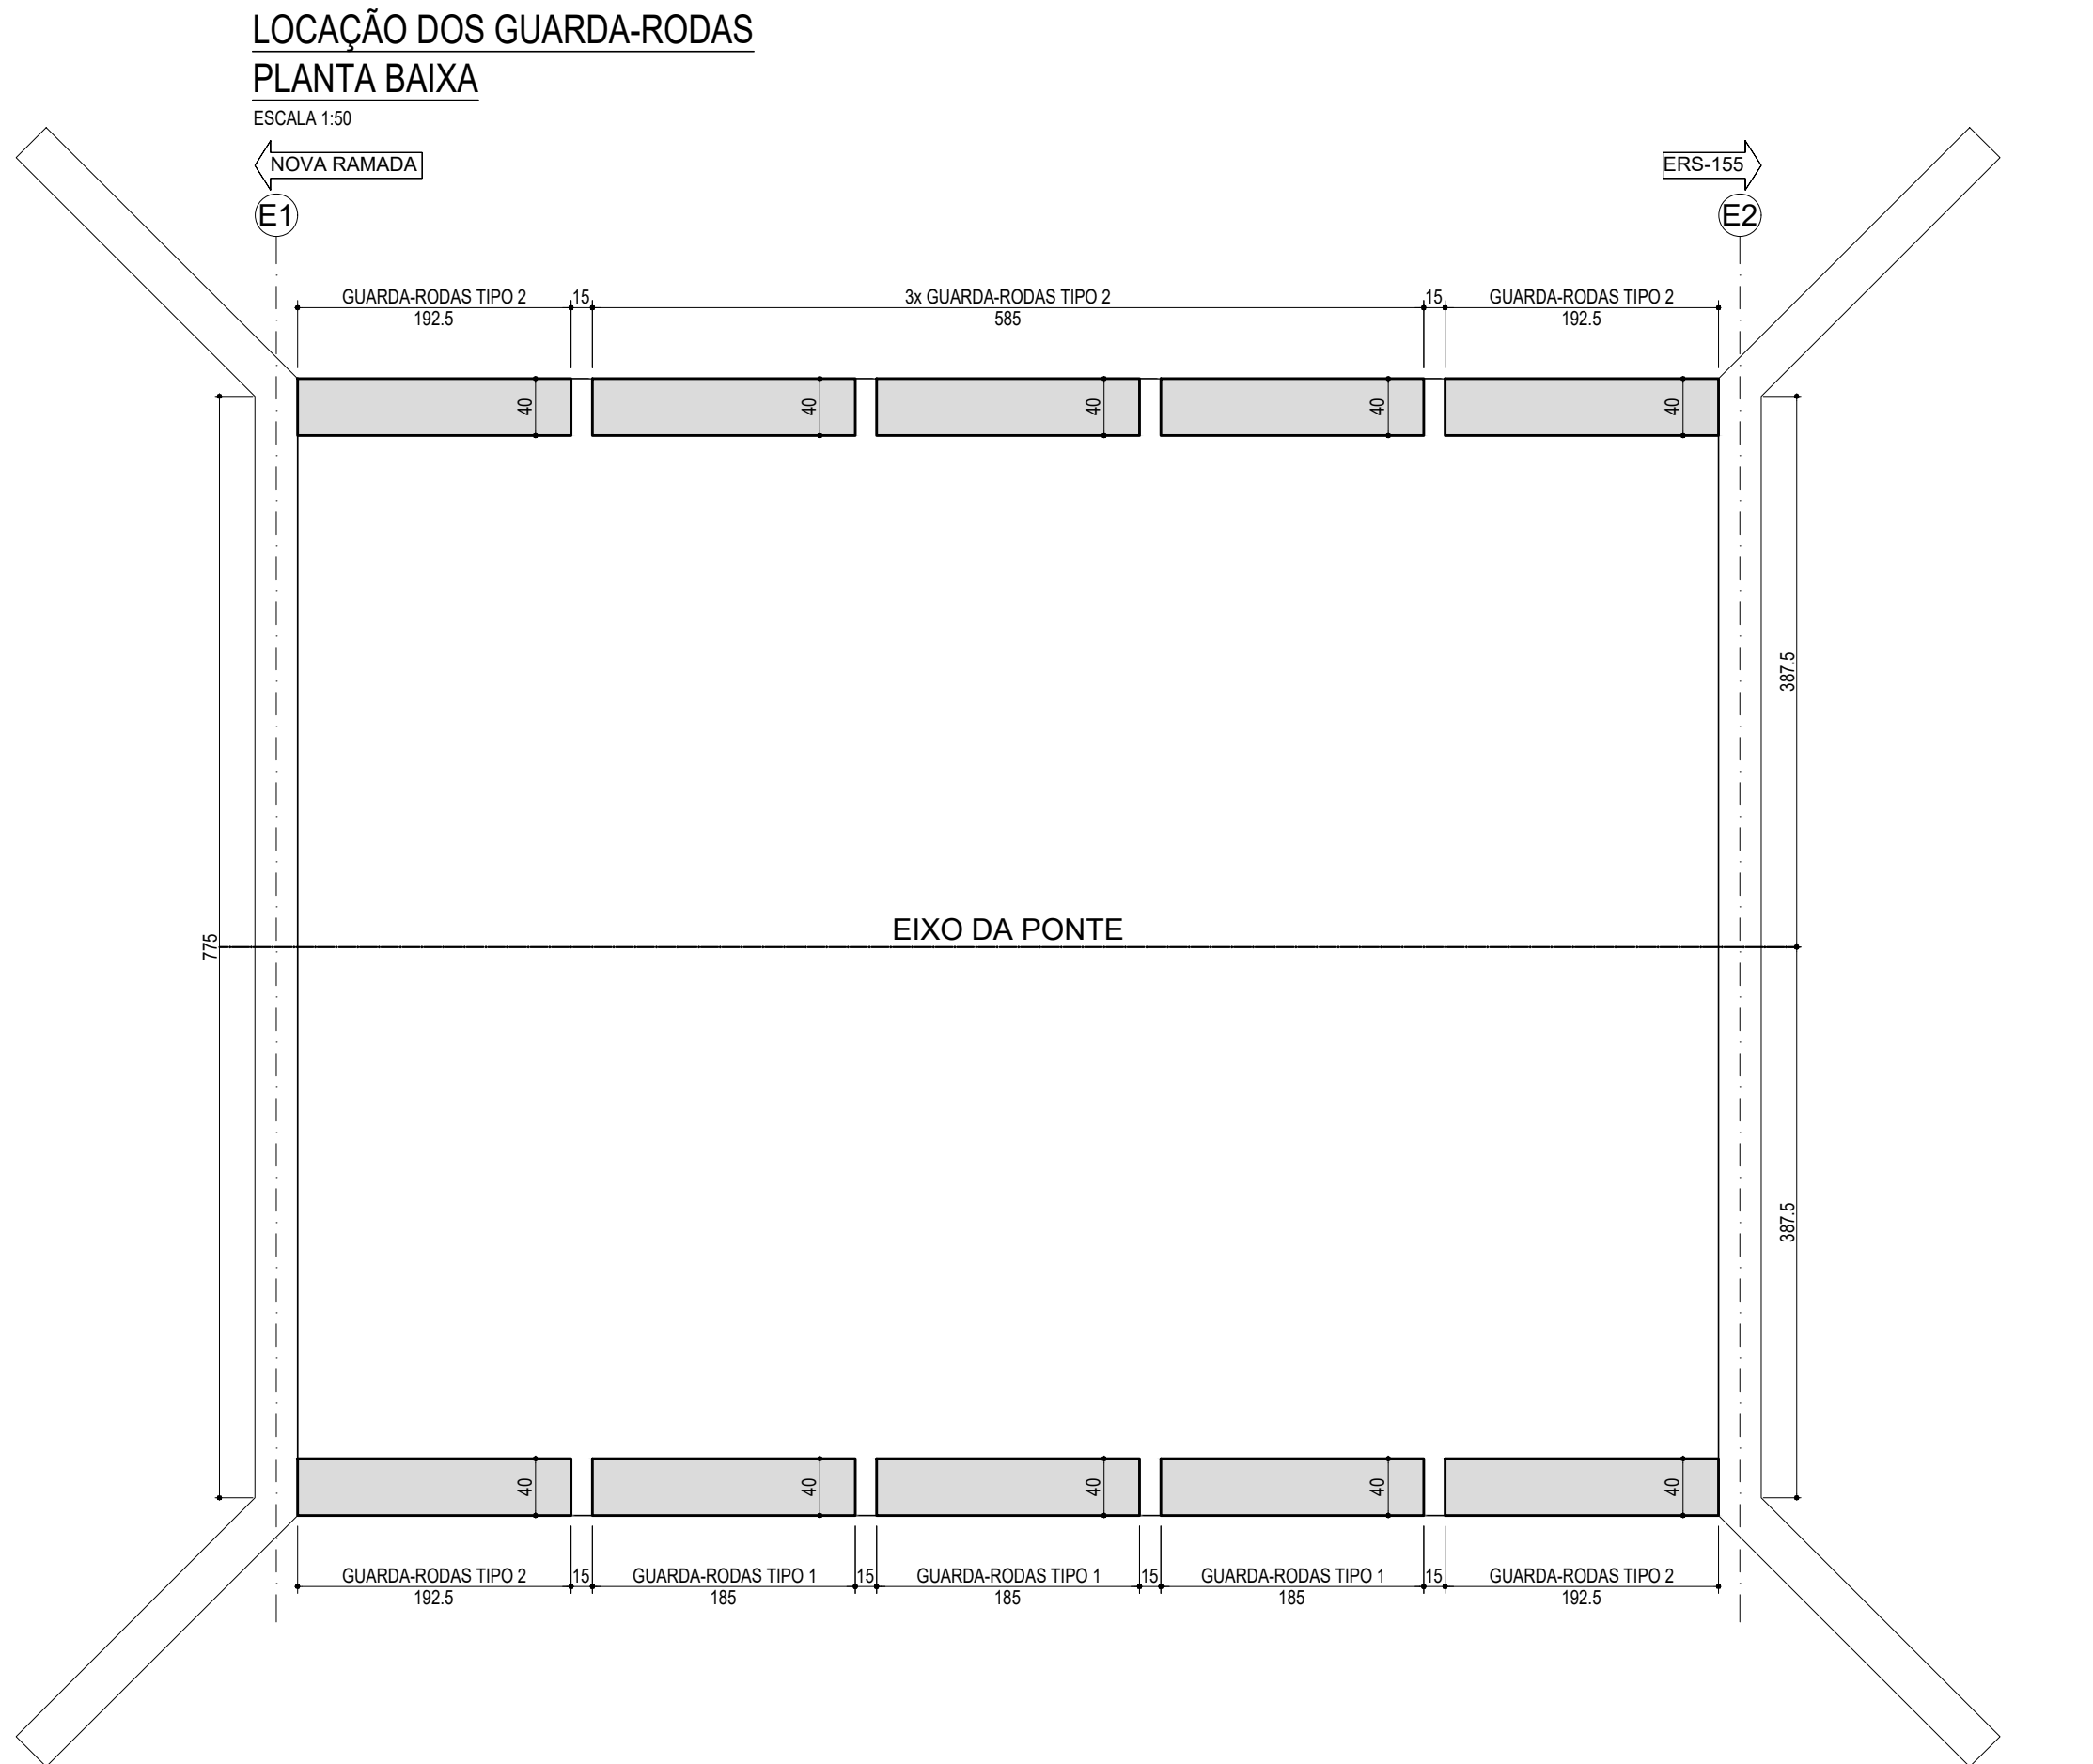 LOCAÇÃO DOS GUARDA-RODAS
PLANTA BAIXA
ESCALA 1:50
NOVA RAMADA
ERS-155
E1
E2
GUARDA-RODAS TIPO 2
15
3x GUARDA-RODAS TIPO 2
15
GUARDA-RODAS TIPO 2
192.5
585
192.5
40
40
40
40
40
387.5
EIXO DA PONTE
775
387.5
40
40
40
40
40
GUARDA-RODAS TIPO 2
15
GUARDA-RODAS TIPO 1
15
GUARDA-RODAS TIPO 1
15
GUARDA-RODAS TIPO 1
15
GUARDA-RODAS TIPO 2
192.5
185
185
185
192.5